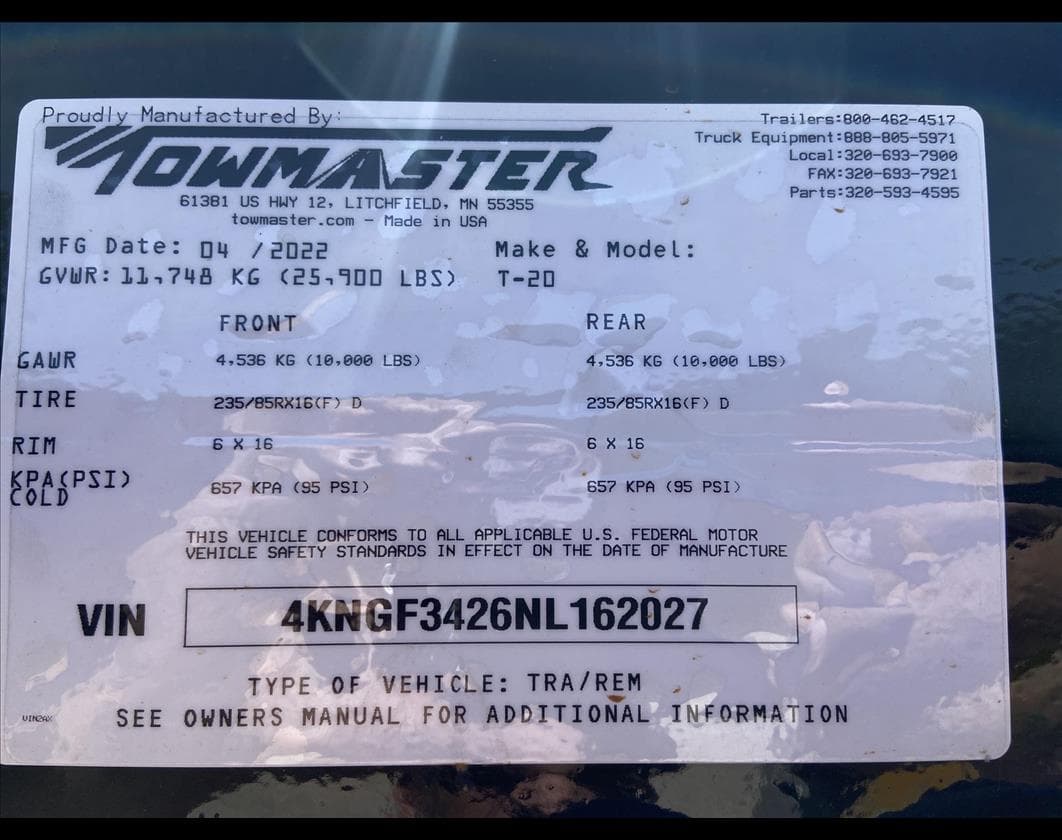 Proudly Manufactured By:
TOWMASTER
61381 US HWY 12, LITCHFIELD, MN 55355
towmaster.com - Made in USA
Trailers:800-462-4517
Truck Equipment:888-805-5971
Local:320-693-7900
FAX:320-693-7921
Parts:320-593-4595
MFG Date: 04 /2022
Make & Model:
GVWR: 11,748 KG (25,900 LBS)
T-20
FRONT REAR
GAWR 4,536 KG (10,000 LBS) 4,536 KG (10,000 LBS)
TIRE 235/85RX16(F) D 235/85RX16(F) D
RIM 6 X 16 6 X 16
KPA(PSI) 657 KPA (95 PSI) 657 KPA (95 PSI)
COLD
THIS VEHICLE CONFORMS TO ALL APPLICABLE U.S. FEDERAL MOTOR
VEHICLE SAFETY STANDARDS IN EFFECT ON THE DATE OF MANUFACTURE
VIN 4KNGF3426NL162027
TYPE OF VEHICLE: TRA/REM
VIN2AX
SEE OWNERS MANUAL FOR ADDITIONAL INFORMATION